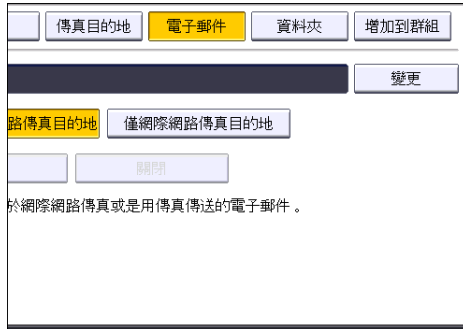 傳真目的地 電子郵件 資料夾 增加到群組
變更
路傳真目的地 僅網際網路傳真目的地
關閉
於網際網路傳真或是用傳真傳送的電子郵件。